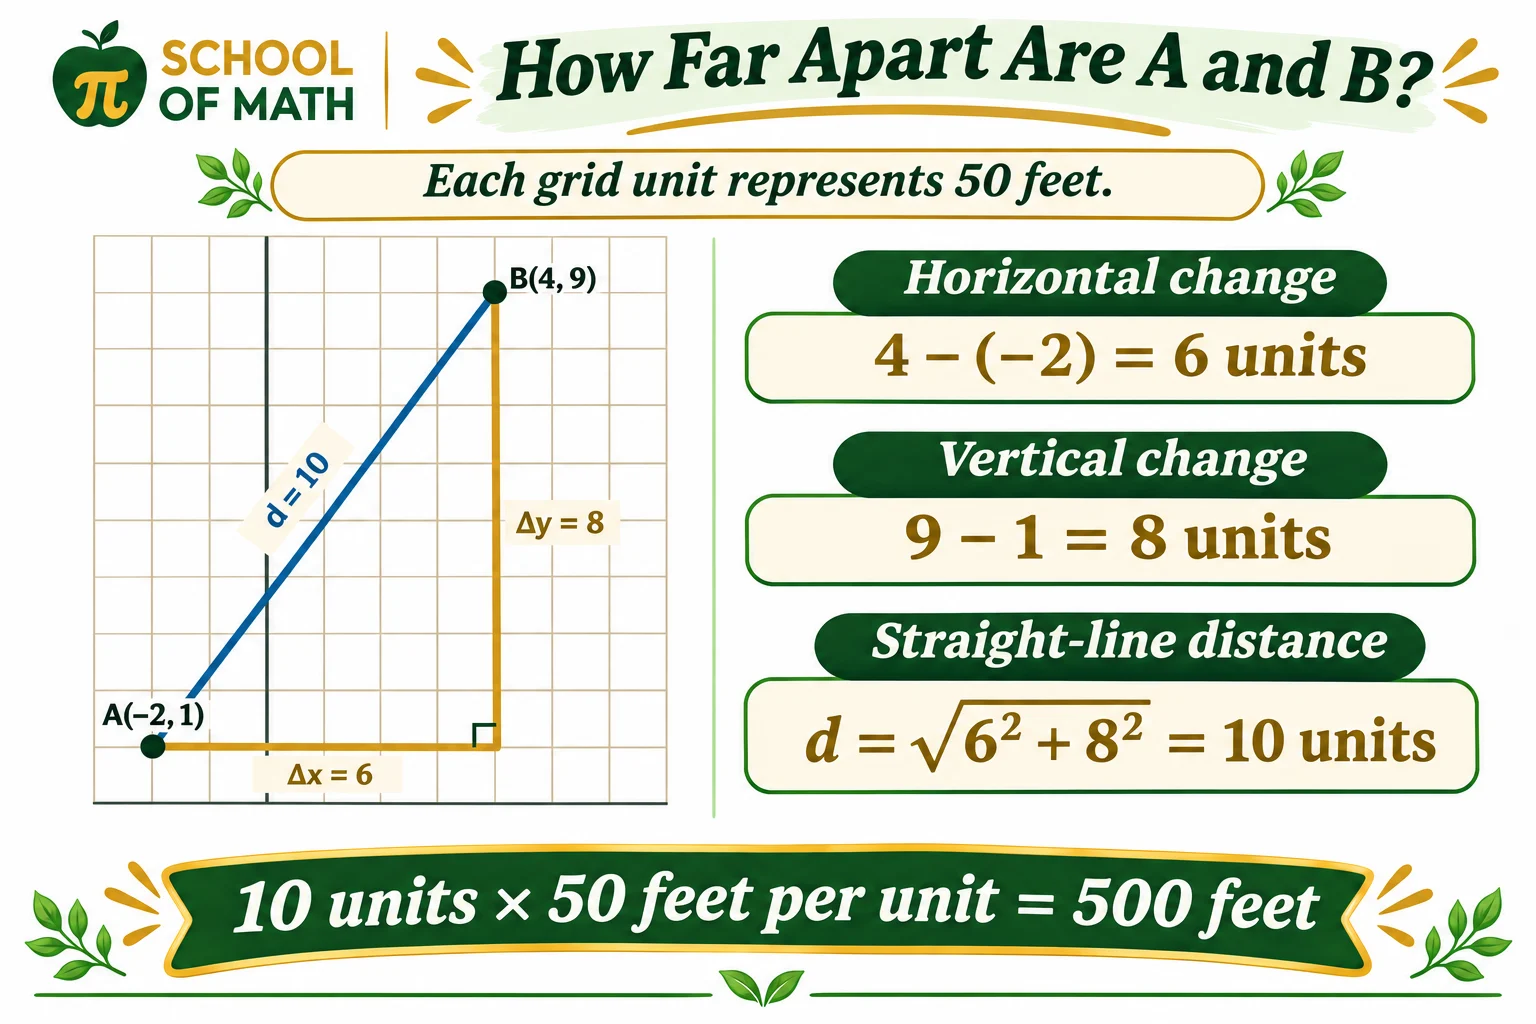 π
SCHOOL
OF MATH
How Far Apart Are A and B?
Each grid unit represents 50 feet.
B(4, 9)
d = 10
Δy = 8
A(−2, 1)
Δx = 6
Horizontal change
4 − (−2) = 6 units
Vertical change
9 − 1 = 8 units
Straight-line distance
d = √(6² + 8²) = 10 units
10 units × 50 feet per unit = 500 feet